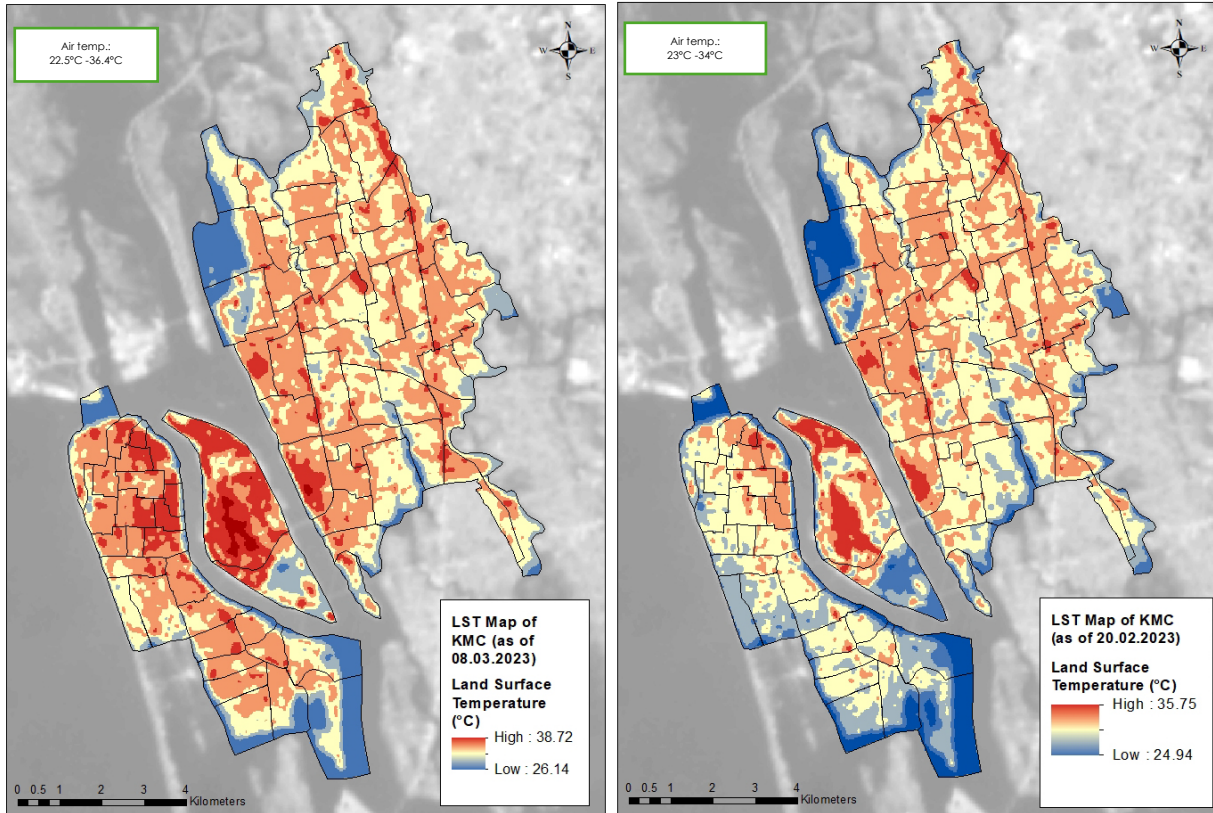 Air temp.:
22.5°C -36.4°C
N
W E
S
LST Map of
KMC (as of
08.03.2023)
Land Surface
Temperature
(°C)
High : 38.72
Low : 26.14
0 0.5 1 2 3 4
Kilometers
Air temp.:
23°C -34°C
N
W E
S
LST Map of KMC
(as of 20.02.2023)
Land Surface
Temperature (°C)
High : 35.75
Low : 24.94
0 0.5 1 2 3 4
Kilometers